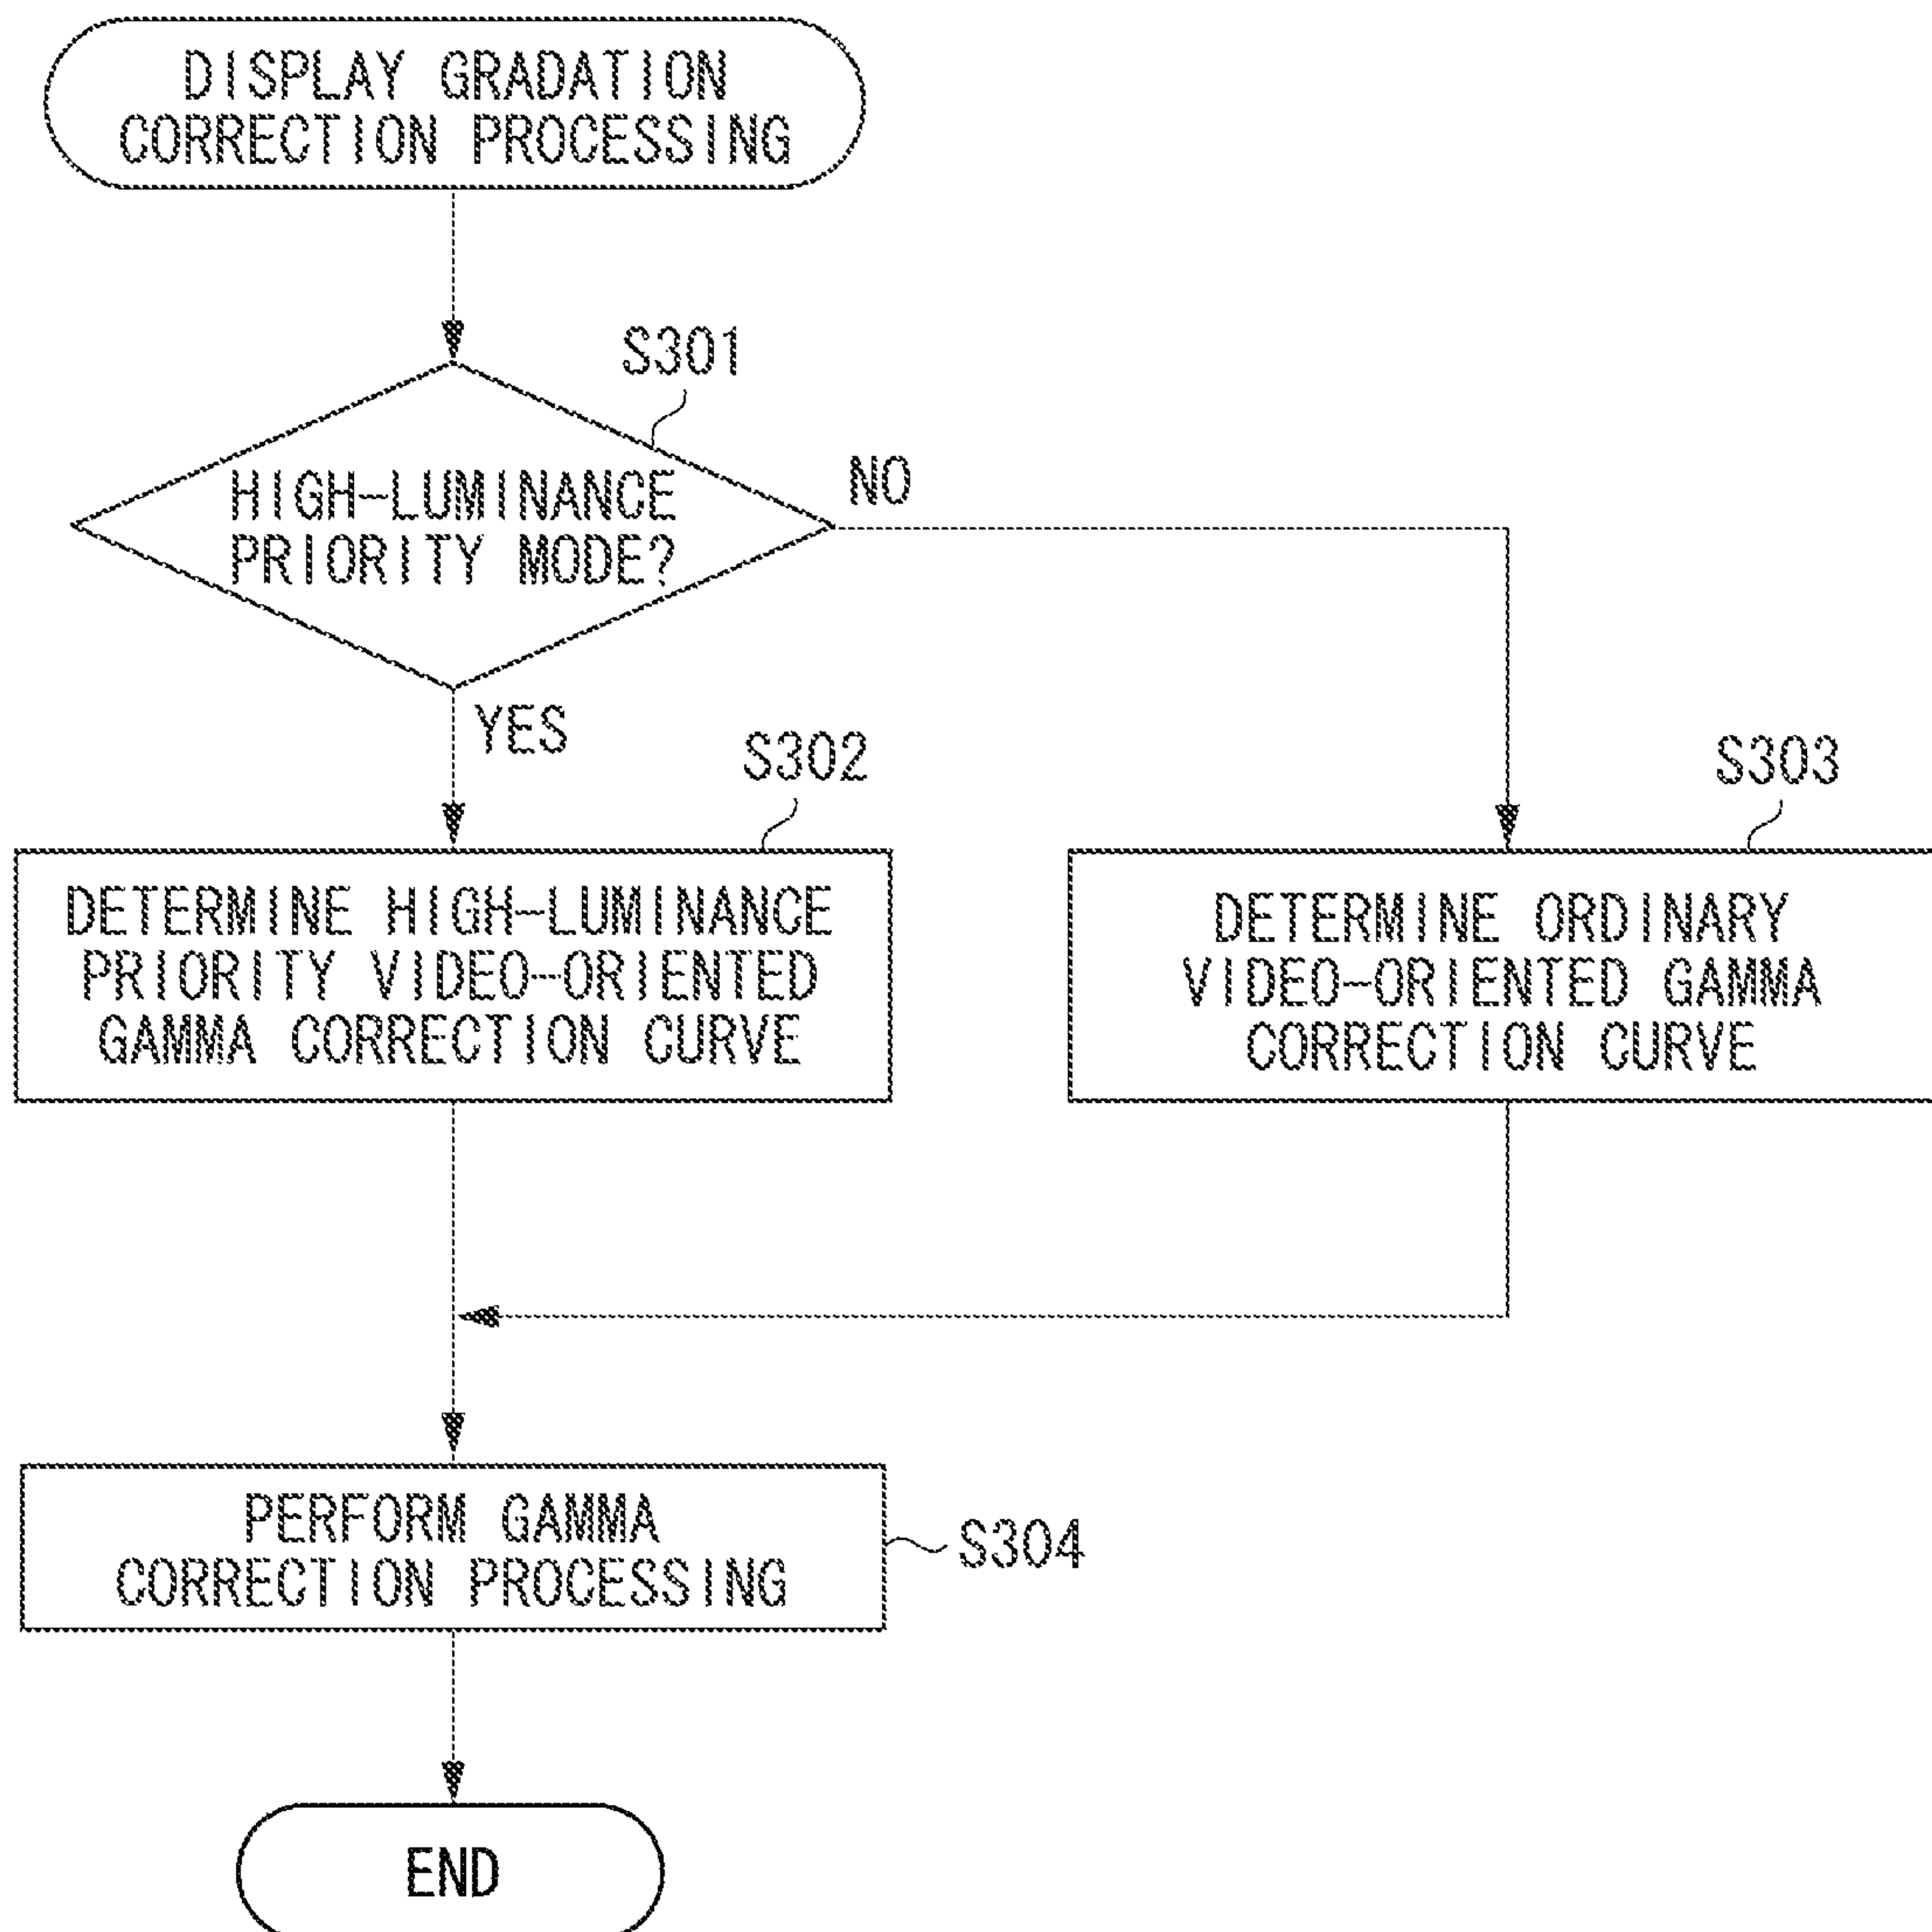 DISPLAY GRADATION
CORRECTION PROCESSING
S301
HIGH-LUMINANCE
PRIORITY MODE?
NO
YES
S302
DETERMINE HIGH-LUMINANCE
PRIORITY VIDEO-ORIENTED
GAMMA CORRECTION CURVE
S303
DETERMINE ORDINARY
VIDEO-ORIENTED GAMMA
CORRECTION CURVE
PERFORM GAMMA
CORRECTION PROCESSING
S304
END